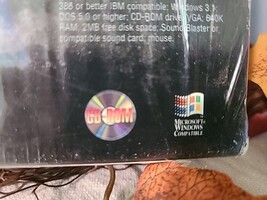 386 or better IBM compatible; Windows 3.1;
DOS 5.0 or higher; CD-ROM drive; VGA; 640K
RAM; 2MB free disk space; Sound Blaster or
compatible sound card; mouse.
CD-ROM
MICROSOFT
WINDOWS
COMPATIBLE